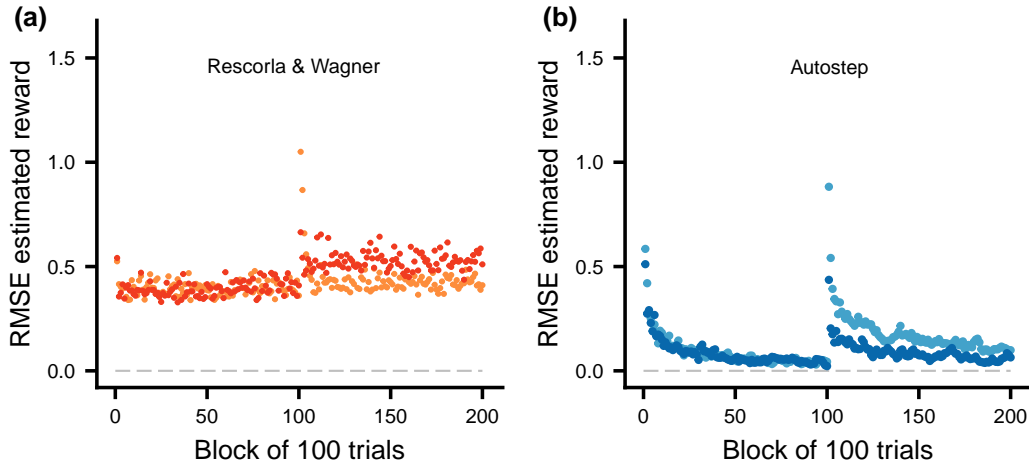 (a)
Rescorla & Wagner
RMSE estimated reward
1.5
1.0
0.5
0.0
0
50
100
150
200
Block of 100 trials
(b)
Autostep
RMSE estimated reward
1.5
1.0
0.5
0.0
0
50
100
150
200
Block of 100 trials